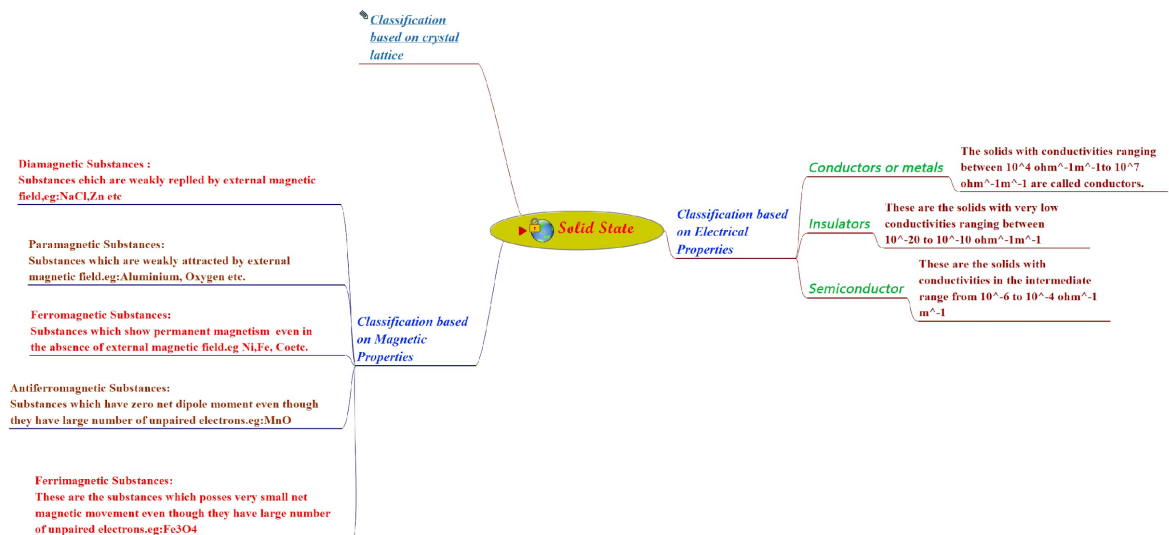 Classification
based on crystal
lattice
Solid State
Diamagnetic Substances :
Substances ehich are weakly replled by external magnetic
field,eg:NaCl,Zn etc
Paramagnetic Substances:
Substances which are weakly attracted by external
magnetic field.eg:Aluminium, Oxygen etc.
Ferromagnetic Substances:
Substances which show permanent magnetism even in
the absence of external magnetic field.eg Ni,Fe, Coetc.
Antiferromagnetic Substances:
Substances which have zero net dipole moment even though
they have large number of unpaired electrons.eg:MnO
Ferrimagnetic Substances:
These are the substances which posses very small net
magnetic movement even though they have large number
of unpaired electrons.eg:Fe3O4
Classification based
on Magnetic
Properties
Classification based
on Electrical
Properties
Conductors or metals
The solids with conductivities ranging
between 10^4 ohm^-1m^-1to 10^7
ohm^-1m^-1 are called conductors.
Insulators
These are the solids with very low
conductivities ranging between
10^-20 to 10^-10 ohm^-1m^-1
Semiconductor
These are the solids with
conductivities in the intermediate
range from 10^-6 to 10^-4 ohm^-1
m^-1